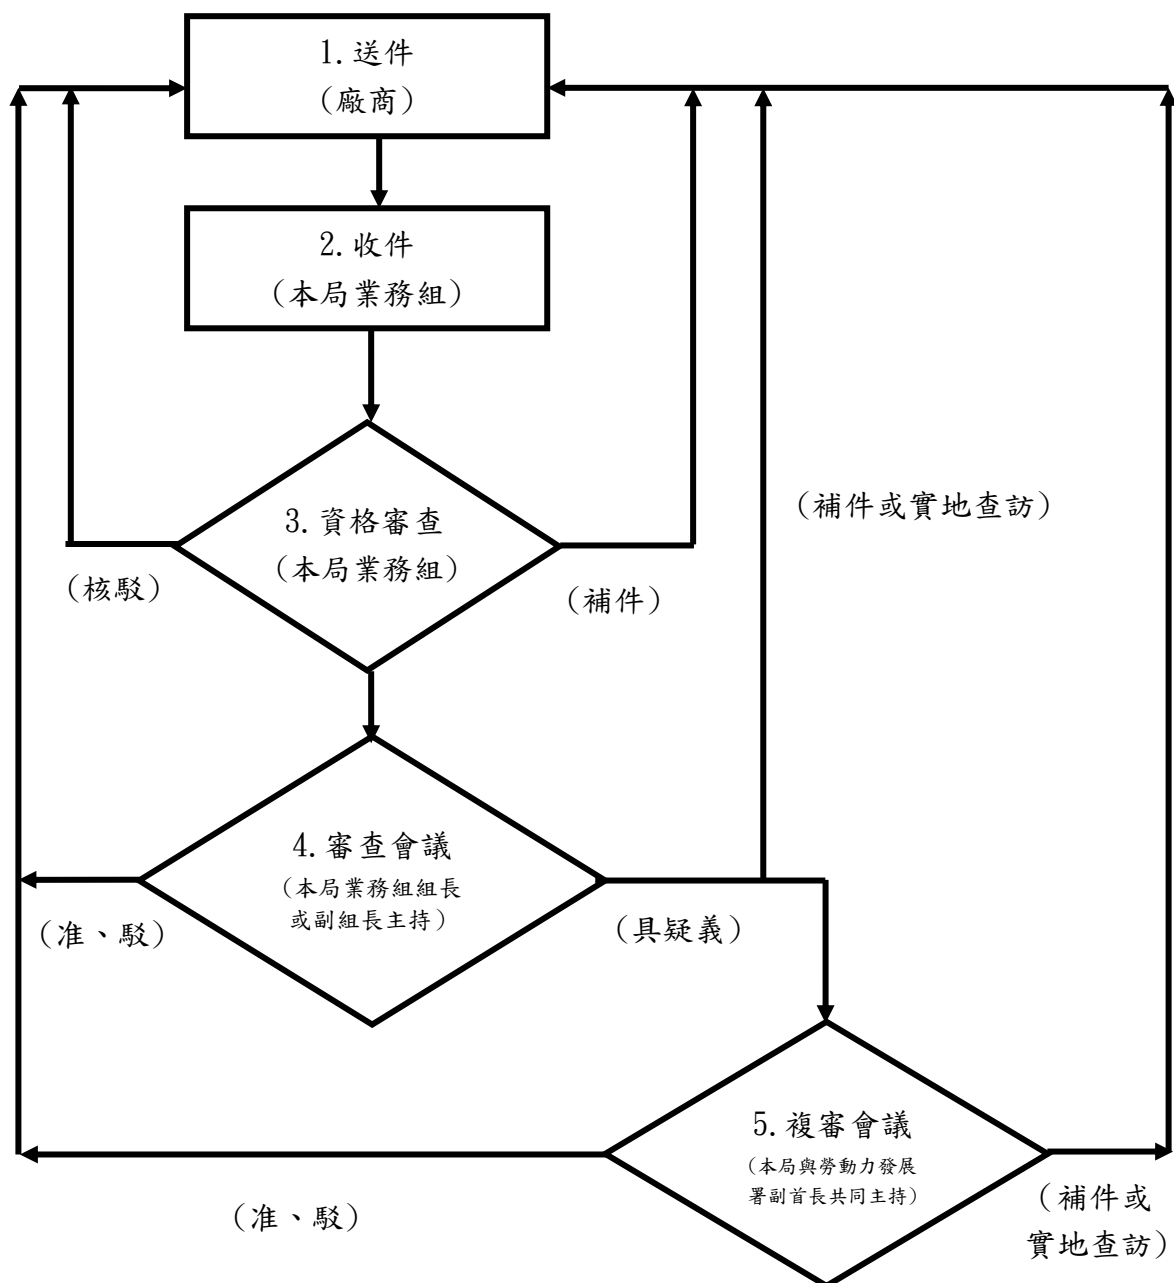 1.送件
(廠商)
2.收件
(本局業務組)
3.資格審查
(本局業務組)
(核駁)
(補件)
(補件或實地查訪)
4.審查會議
(本局業務組組長
或副組長主持)
(准、駁)
(具疑義)
5.複審會議
(本局與勞動力發展
署副首長共同主持)
(准、駁)
(補件或
實地查訪)